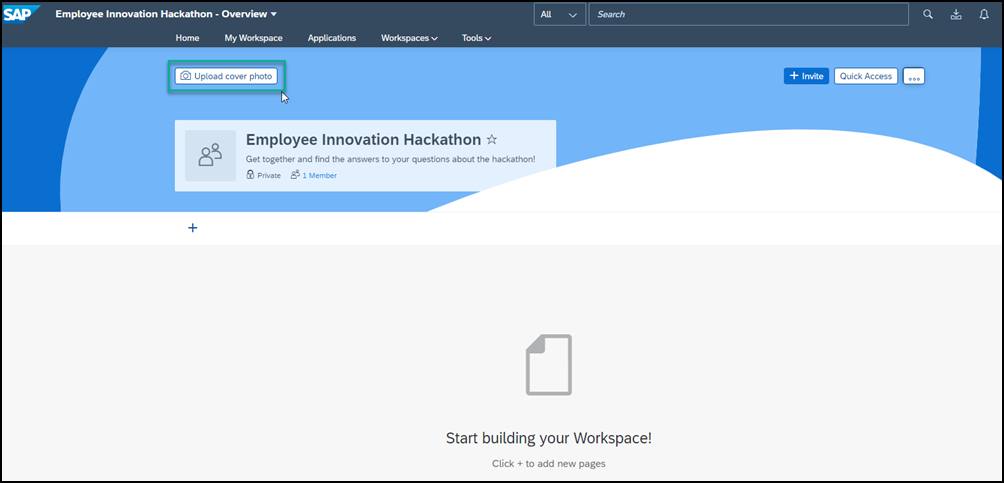 SAP Employee Innovation Hackathon - Overview All Search
Home My Workspace Applications Workspaces Tools
Upload cover photo + Invite Quick Access ...
Employee Innovation Hackathon
Get together and find the answers to your questions about the hackathon!
Private 1 Member
+
Start building your Workspace!
Click + to add new pages